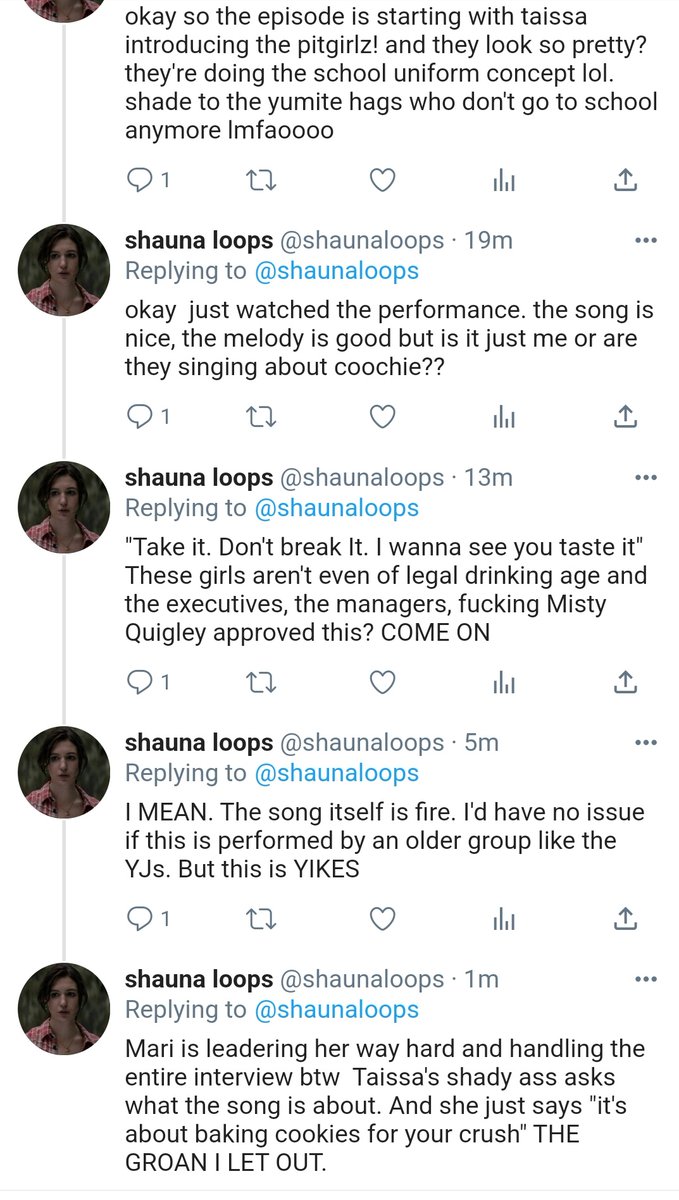 okay so the episode is starting with taissa
introducing the pitgirlz! and they look so pretty?
they're doing the school uniform concept lol.
shade to the yumite hags who don't go to school
anymore lmfaoooo
1
shauna loops @shaunaloops · 19m
Replying to @shaunaloops
okay  just watched the performance. the song is
nice, the melody is good but is it just me or are
they singing about coochie??
1
shauna loops @shaunaloops · 13m
Replying to @shaunaloops
"Take it. Don't break It. I wanna see you taste it"
These girls aren't even of legal drinking age and
the executives, the managers, fucking Misty
Quigley approved this? COME ON
1
shauna loops @shaunaloops · 5m
Replying to @shaunaloops
I MEAN. The song itself is fire. I'd have no issue
if this is performed by an older group like the
YJs. But this is YIKES
1
shauna loops @shaunaloops · 1m
Replying to @shaunaloops
Mari is leadering her way hard and handling the
entire interview btw  Taissa's shady ass asks
what the song is about. And she just says "it's
about baking cookies for your crush" THE
GROAN I LET OUT.